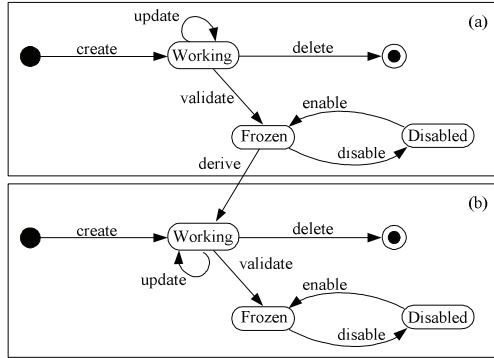 update
(a)
create
Working
delete
validate
enable
Frozen
Disabled
disable
derive
(b)
create
Working
delete
update
validate
enable
Frozen
Disabled
disable